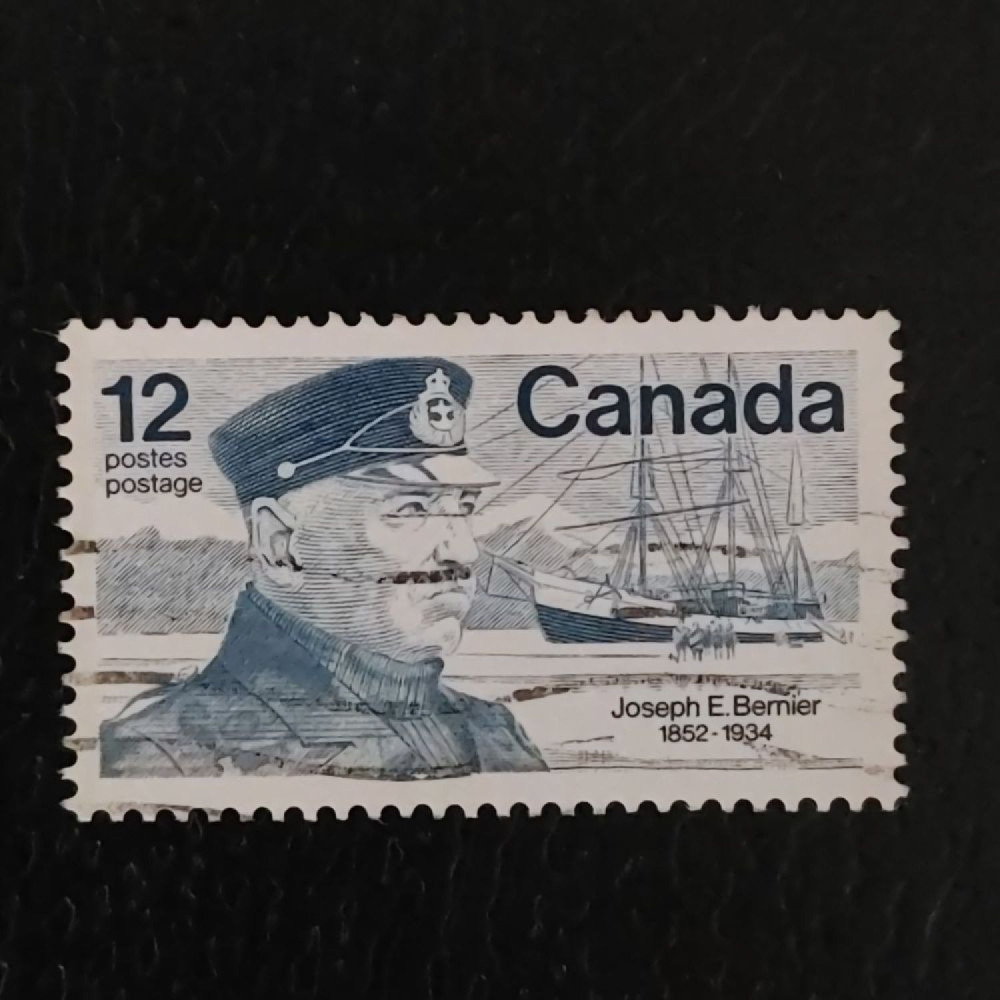 12
Canada
postes
postage
Joseph E. Bernier
1852 - 1934